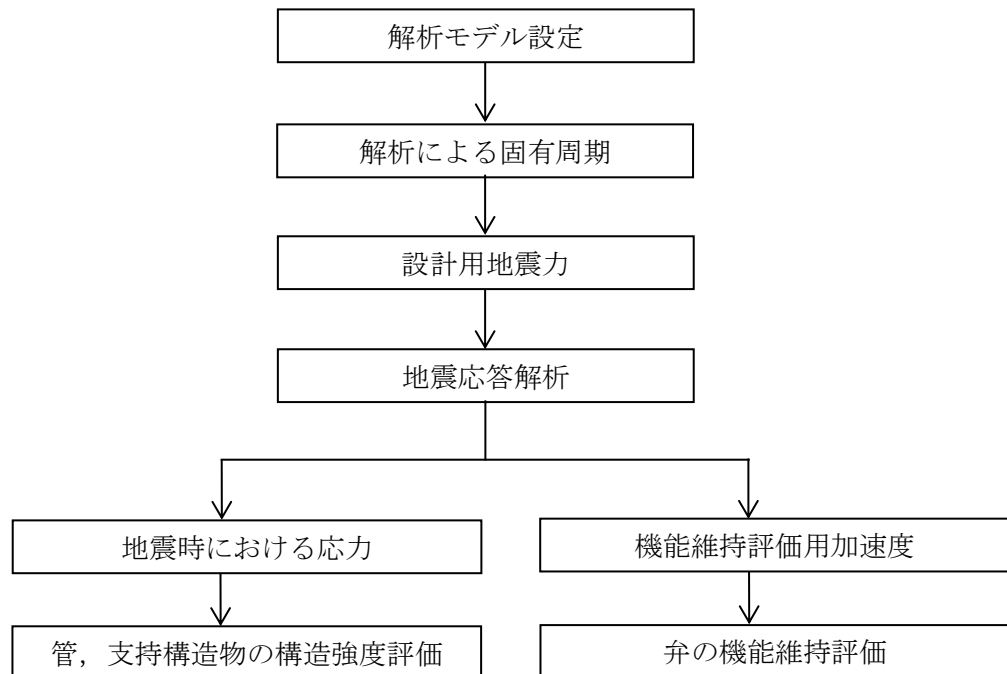 解析モデル設定
解析による固有周期
設計用地震力
地震応答解析
地震時における応力
機能維持評価用加速度
管，支持構造物の構造強度評価
弁の機能維持評価